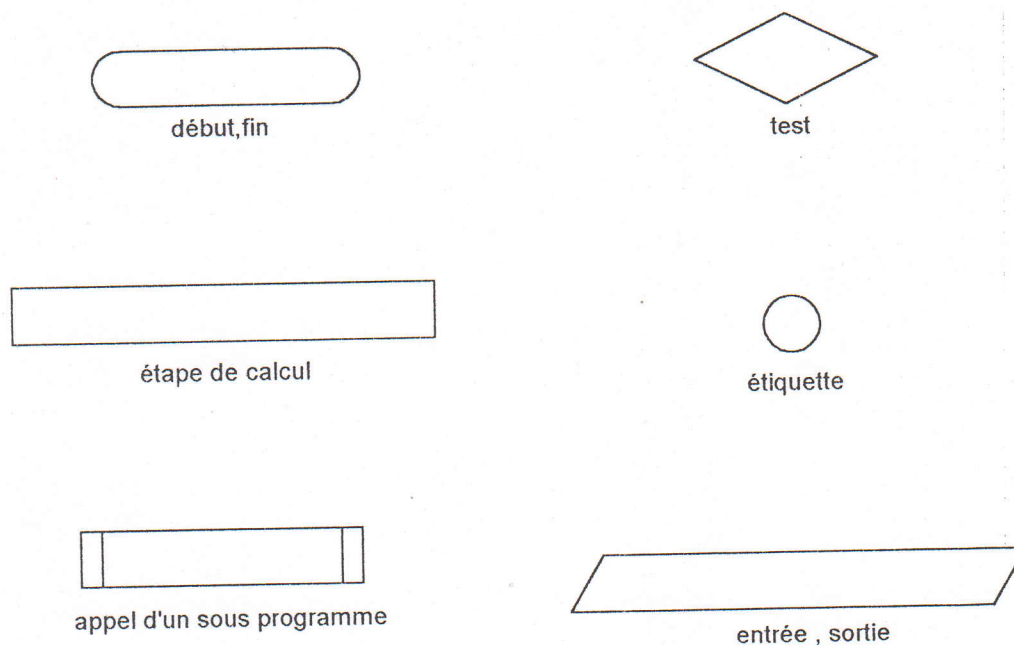 début,fin
test
étape de calcul
étiquette
appel d'un sous programme
entrée , sortie